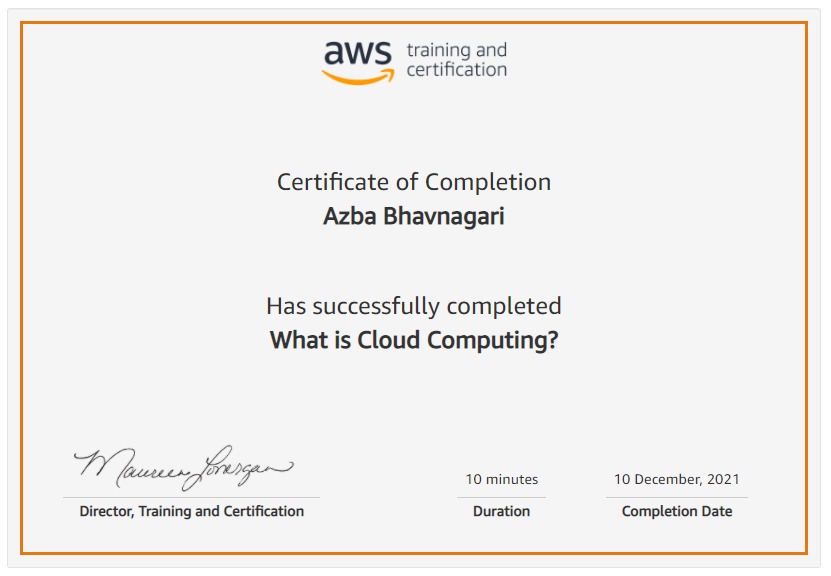 aws training and
certification
Certificate of Completion
Azba Bhavnagari
Has successfully completed
What is Cloud Computing?
Maureen Lonergan
10 minutes
10 December, 2021
Director, Training and Certification
Duration
Completion Date